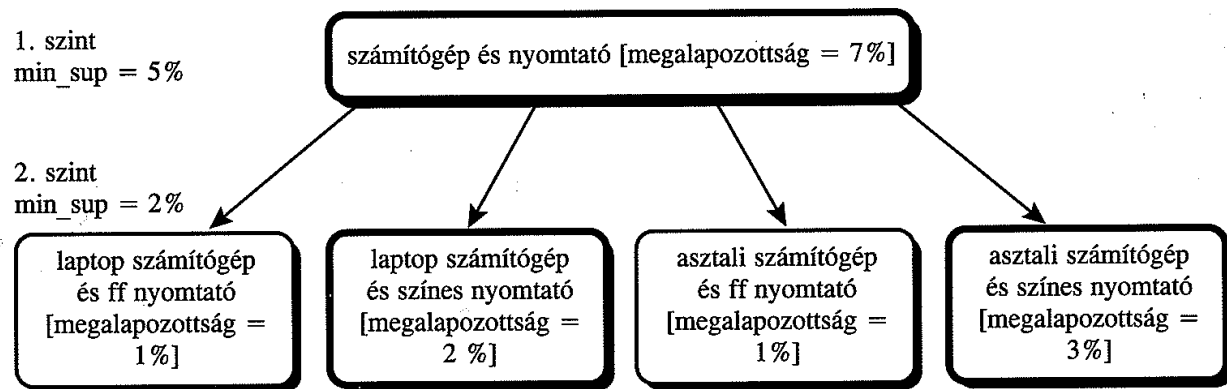 1. szint
min_sup = 5%
számítógép és nyomtató [megalapozottság = 7%]
2. szint
min_sup = 2%
laptop számítógép
és ff nyomtató
[megalapozottság =
1%]
laptop számítógép
és színes nyomtató
[megalapozottság =
2 %]
asztali számítógép
és ff nyomtató
[megalapozottság =
1%]
asztali számítógép
és színes nyomtató
[megalapozottság =
3%]